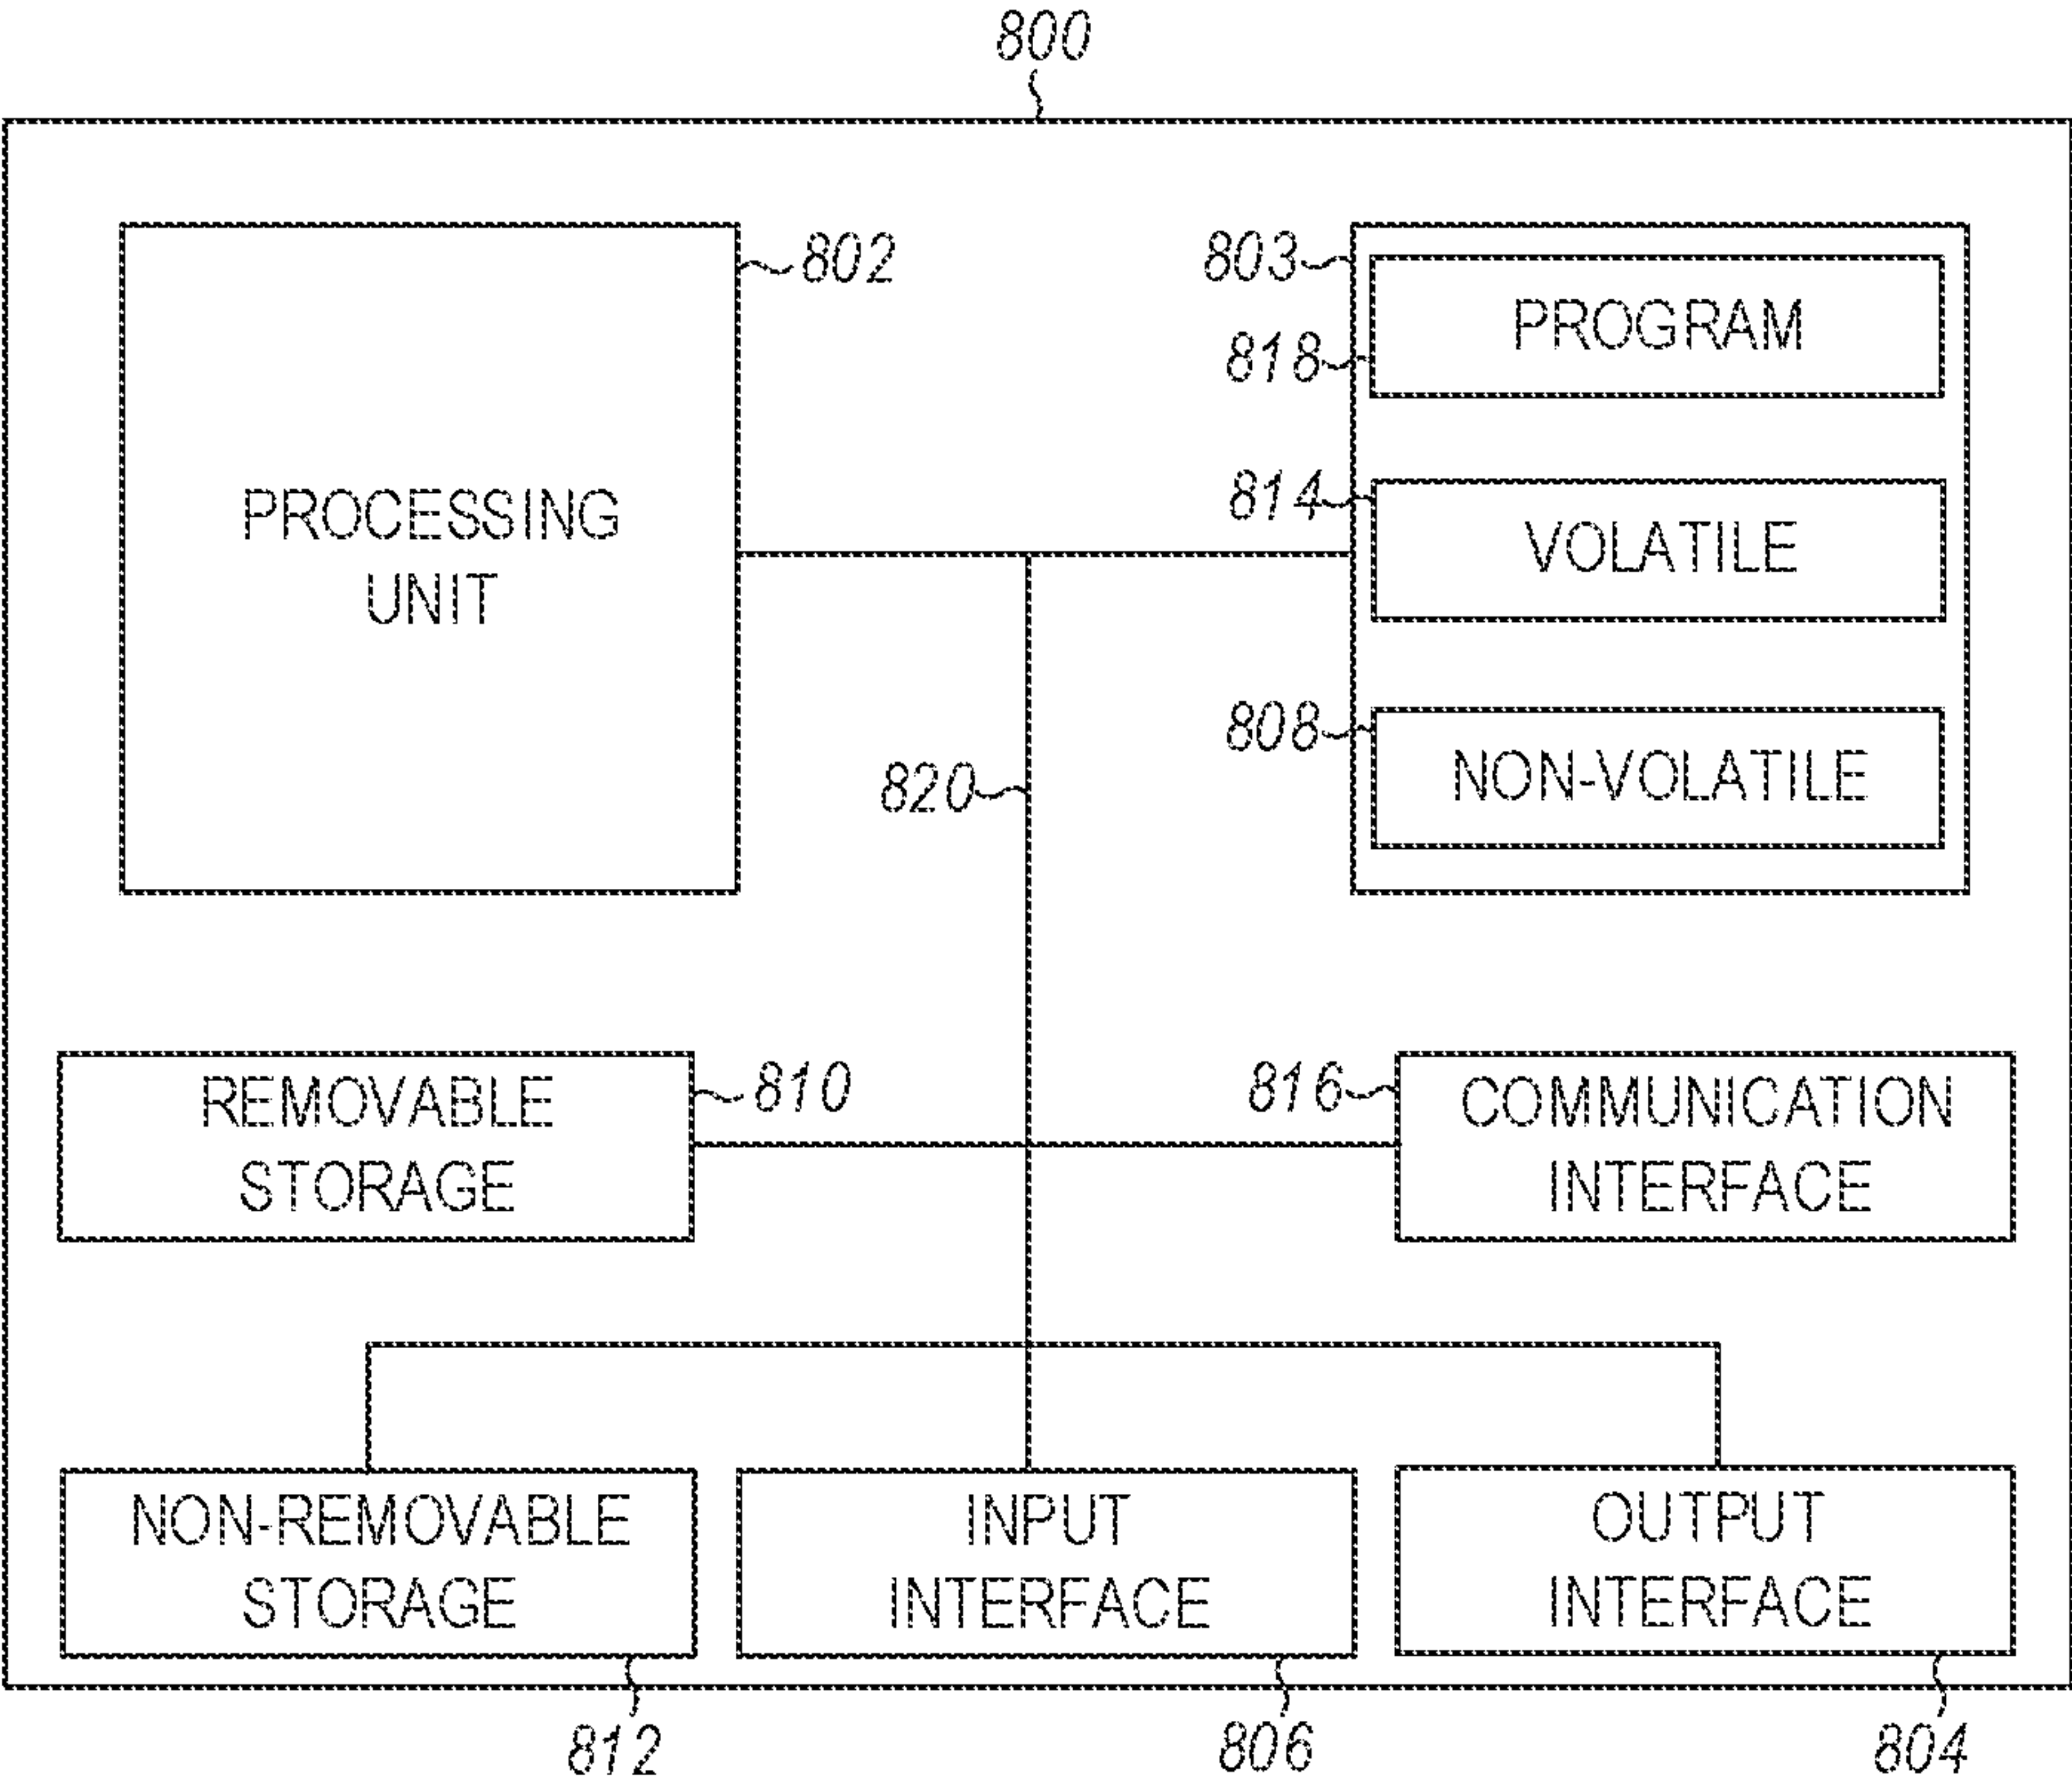 800
802
803
PROGRAM
818
PROCESSING
UNIT
814
VOLATILE
808
NON-VOLATILE
820
REMOVABLE
STORAGE
810
816
COMMUNICATION
INTERFACE
NON-REMOVABLE
STORAGE
INPUT
INTERFACE
OUTPUT
INTERFACE
812
806
804